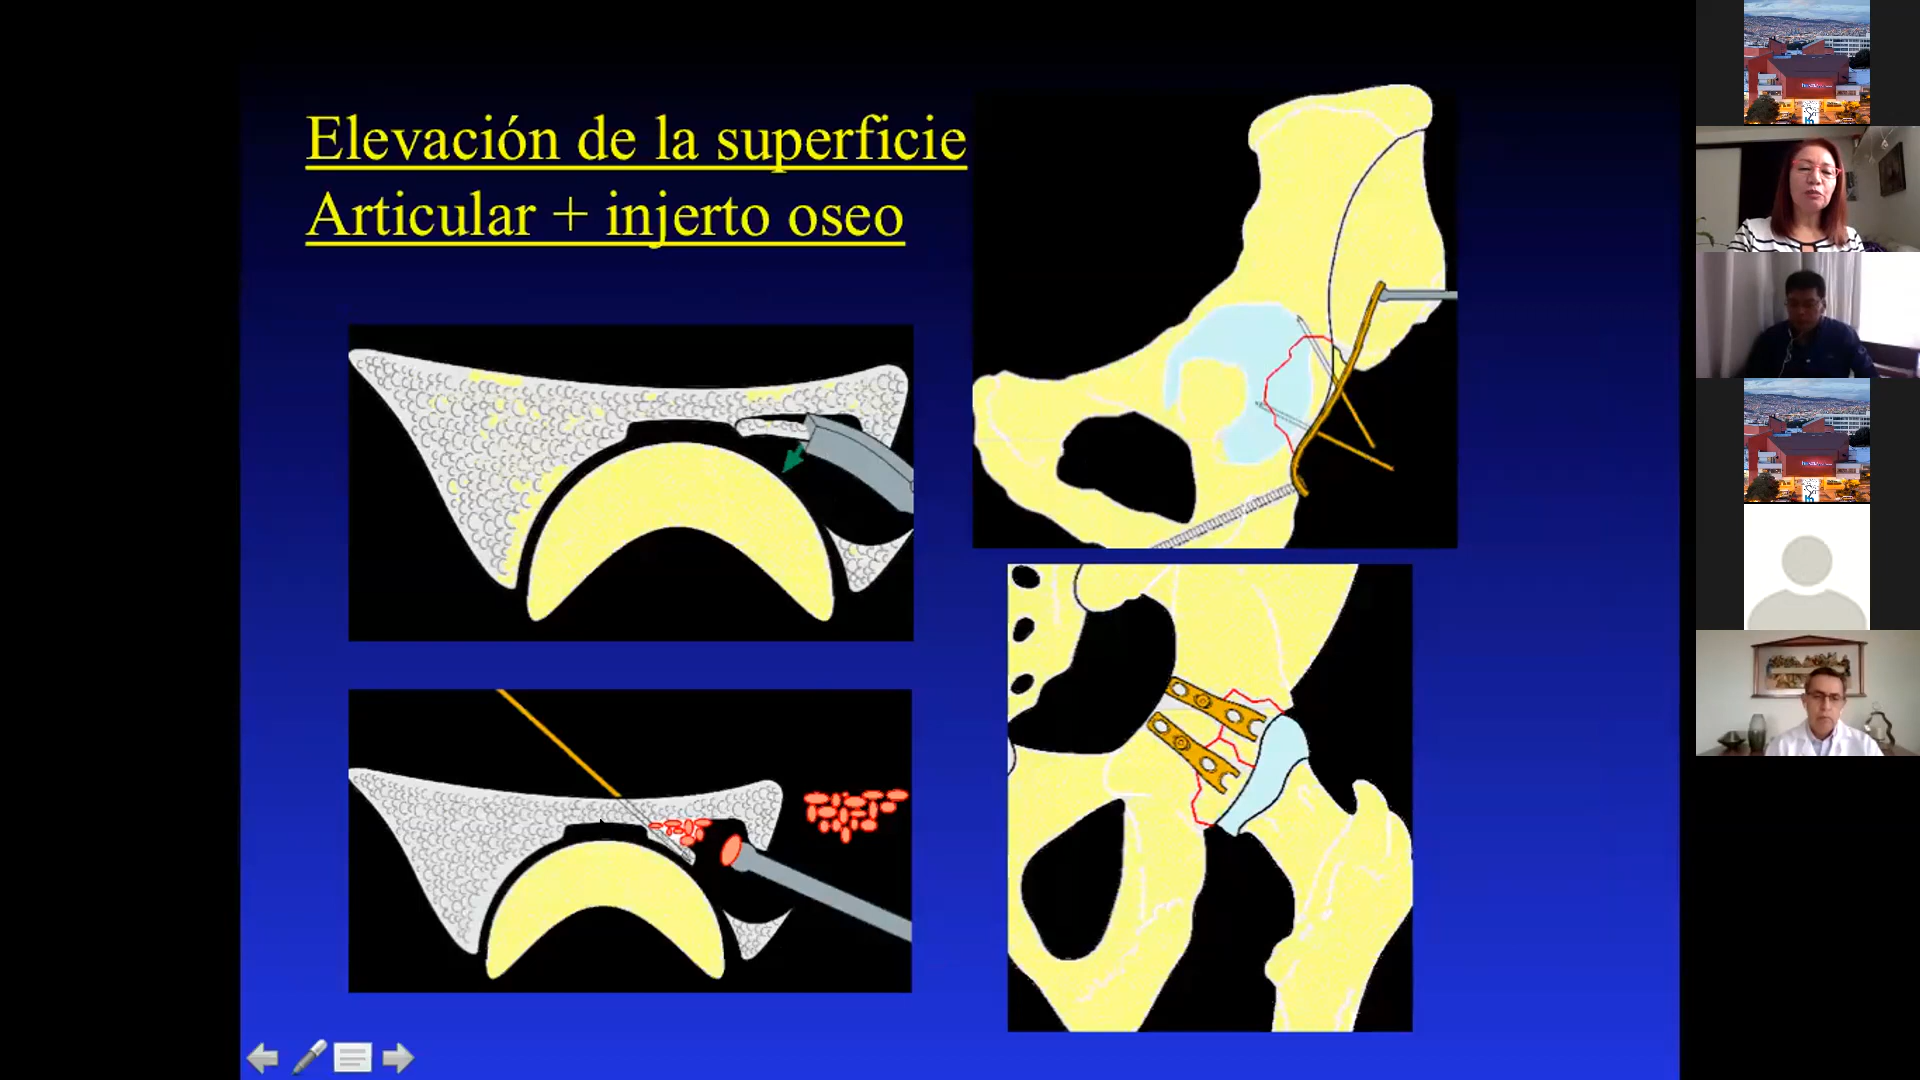 Elevación de la superficie
Articular + injerto oseo